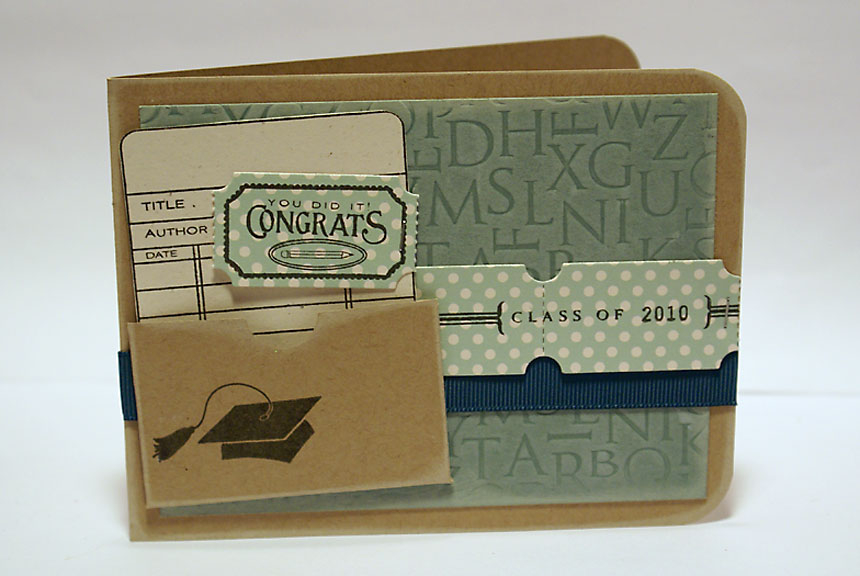 TITLE
AUTHOR
DATE
YOU DID IT!
CONGRATS
CLASS OF 2010